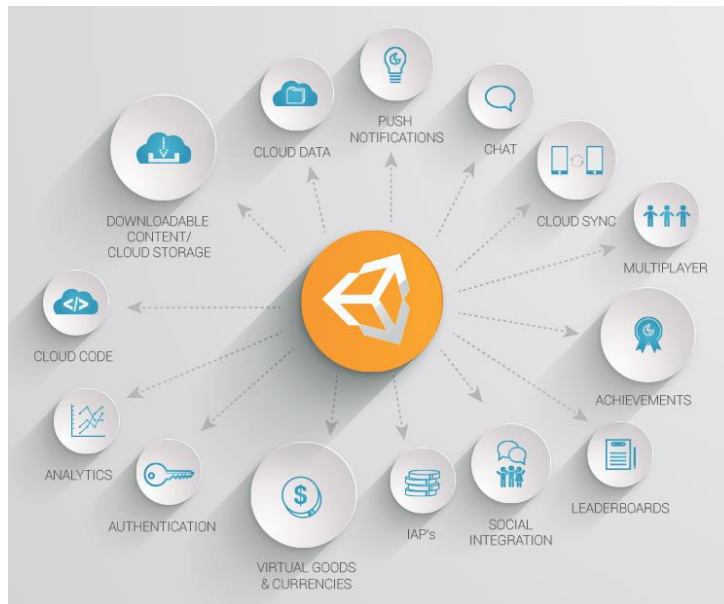 PUSH
NOTIFICATIONS
CLOUD DATA
CHAT
DOWNLOADABLE
CONTENT/
CLOUD STORAGE
CLOUD SYNC
MULTIPLAYER
</>
CLOUD CODE
ACHIEVEMENTS
ANALYTICS
AUTHENTICATION
$
VIRTUAL GOODS
& CURRENCIES
IAP's
SOCIAL
INTEGRATION
LEADERBOARDS